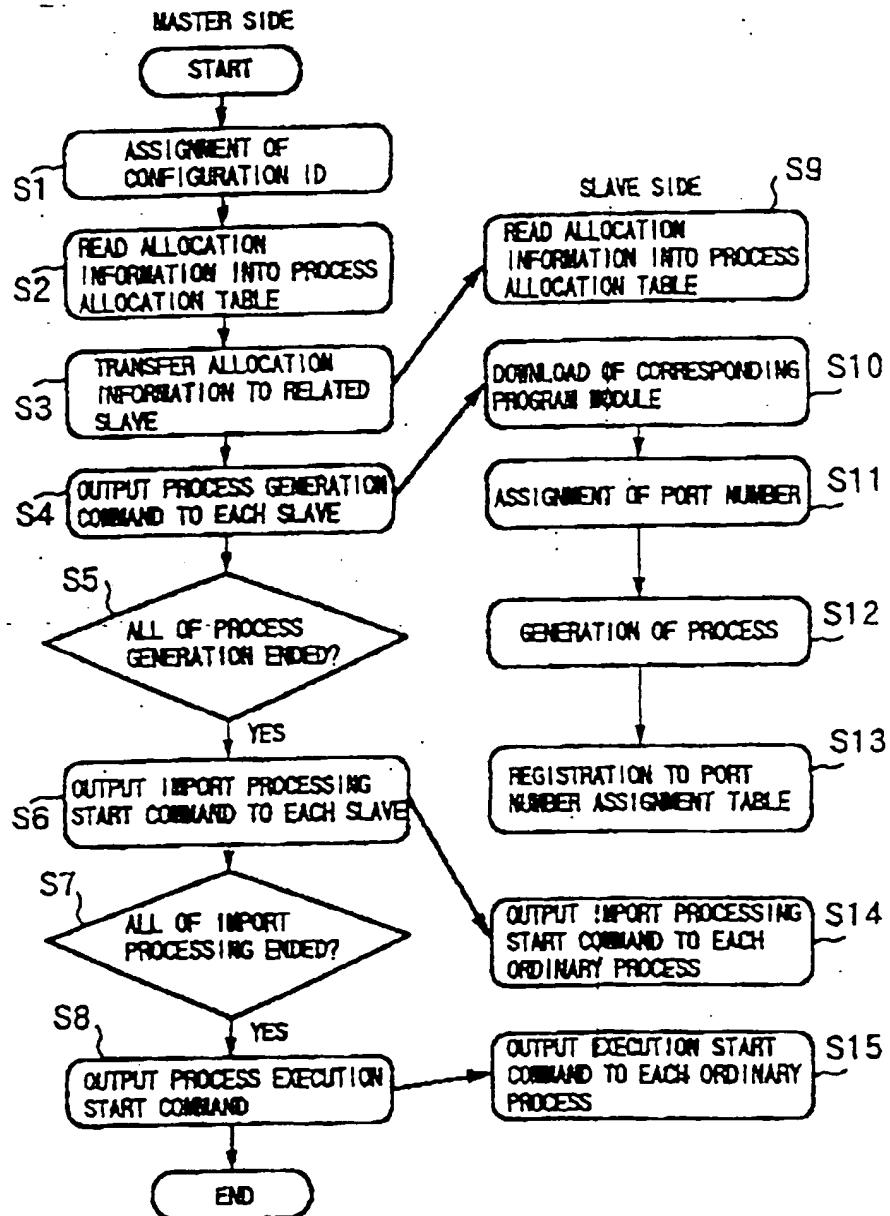 MASTER SIDE
START
S1
ASSIGNMENT OF
CONFIGURATION ID
S2
READ ALLOCATION
INFORMATION INTO PROCESS
ALLOCATION TABLE
S3
TRANSFER ALLOCATION
INFORMATION TO RELATED
SLAVE
S4
OUTPUT PROCESS GENERATION
COMMAND TO EACH SLAVE
S5
ALL OF PROCESS
GENERATION ENDED?
YES
S6
OUTPUT IMPORT PROCESSING
START COMMAND TO EACH SLAVE
S7
ALL OF IMPORT
PROCESSING ENDED?
YES
S8
OUTPUT PROCESS EXECUTION
START COMMAND
END
SLAVE SIDE
S9
READ ALLOCATION
INFORMATION INTO PROCESS
ALLOCATION TABLE
S10
DOWNLOAD OF CORRESPONDING
PROGRAM MODULE
S11
ASSIGNMENT OF PORT NUMBER
S12
GENERATION OF PROCESS
S13
REGISTRATION TO PORT
NUMBER ASSIGNMENT TABLE
S14
OUTPUT IMPORT PROCESSING
START COMMAND TO EACH
ORDINARY PROCESS
S15
OUTPUT EXECUTION START
COMMAND TO EACH ORDINARY
PROCESS